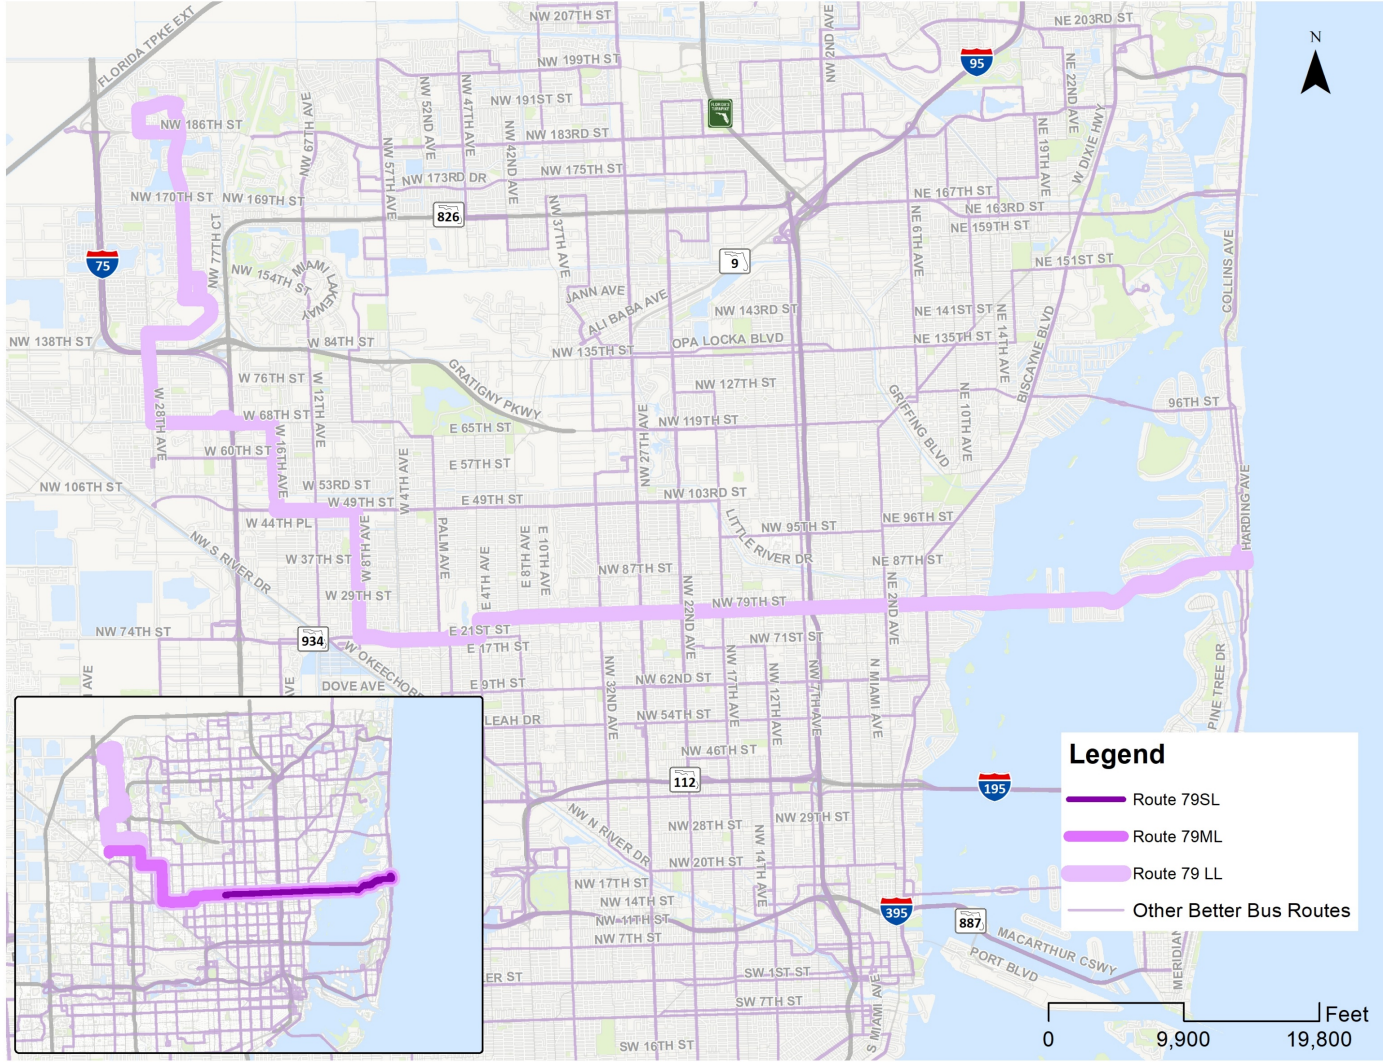 NW 207TH ST
NE 203RD ST
N
FLORIDA TPKE EXT
NW 2ND AVE
NW 199TH ST
95
NE 22ND AVE
NW 52ND AVE
NW 47TH AVE
NW 191ST ST
FLORIDA'S
TURNPIKE
NW 186TH ST
NW 67TH AVE
NW 42ND AVE
NW 183RD ST
NE 19TH AVE
W DIXIE HWY
NW 57TH AVE
NW 173RD DR
NW 175TH ST
NW 170TH ST
NW 169TH ST
NE 167TH ST
NE 163RD ST
826
NW 37TH AVE
NE 6TH AVE
NE 159TH ST
NW 77TH CT
75
NW 154TH ST
MIAMI LAKEWAY
9
NE 151ST ST
COLLINS AVE
JANN AVE
ALI BABA AVE
NW 143RD ST
NE 141ST ST
NE 14TH AVE
BISCAYNE BLVD
NW 138TH ST
W 84TH ST
NW 135TH ST
OPA LOCKA BLVD
NE 135TH ST
GRATIGNY PKWY
W 76TH ST
W 12TH AVE
W 28TH AVE
NW 127TH ST
GRIFFING BLVD
NE 10TH AVE
96TH ST
W 68TH ST
W 16TH AVE
E 65TH ST
NW 27TH AVE
NW 119TH ST
W 60TH ST
W 4TH AVE
E 57TH ST
HARDING AVE
NW 106TH ST
W 53RD ST
W 49TH ST
E 49TH ST
NW 103RD ST
W 44TH PL
W 8TH AVE
PALM AVE
LITTLE RIVER DR
NW 95TH ST
NE 96TH ST
NW S RIVER DR
W 37TH ST
E 4TH AVE
E 8TH AVE
E 10TH AVE
NW 87TH ST
NE 87TH ST
W 29TH ST
NW 22ND AVE
NW 79TH ST
NE 2ND AVE
NW 74TH ST
934
E 21ST ST
E 17TH ST
NW 71ST ST
W OKEECHOB
DOVE AVE
E 9TH ST
NW 32ND AVE
NW 62ND ST
NW 17TH AVE
NW 12TH AVE
NW 7TH AVE
N MIAMI AVE
PINE TREE DR
AVE
VE
LEAH DR
NW 54TH ST
NW 46TH ST
112
195
NW N RIVER DR
NW 28TH ST
NW 29TH ST
NW 14TH AVE
NW 20TH ST
NW 17TH ST
NW 14TH ST
NW 11TH ST
NW 7TH ST
395
887
MACARTHUR CSWY
PORT BLVD
MERIDIAN
ER ST
SW 1ST ST
SW 7TH ST
S MIAMI AVE
SW 16TH ST
Legend
Route 79SL
Route 79ML
Route 79 LL
Other Better Bus Routes
Feet
0
9,900
19,800